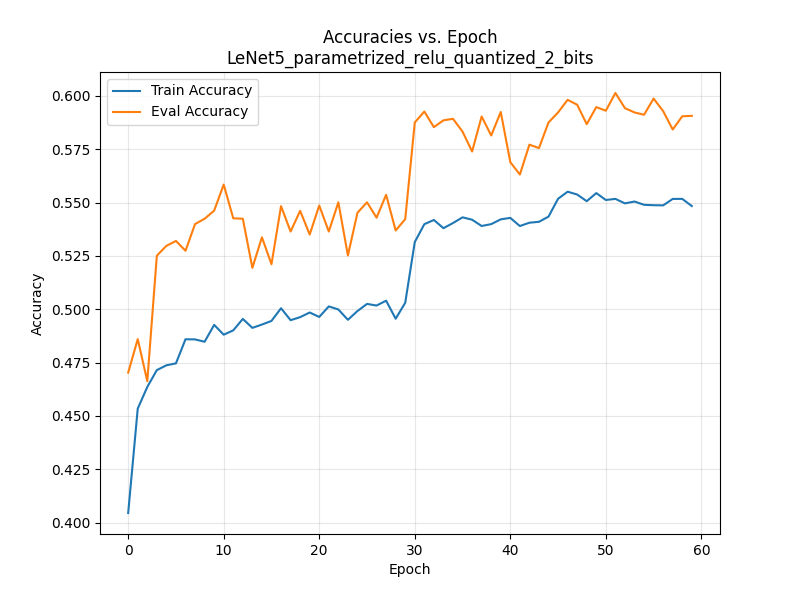 Accuracies vs. Epoch
LeNet5_parametrized_relu_quantized_2_bits
Train Accuracy
Eval Accuracy
Accuracy
0.600
0.575
0.550
0.525
0.500
0.475
0.450
0.425
0.400
0 10 20 30 40 50 60
Epoch